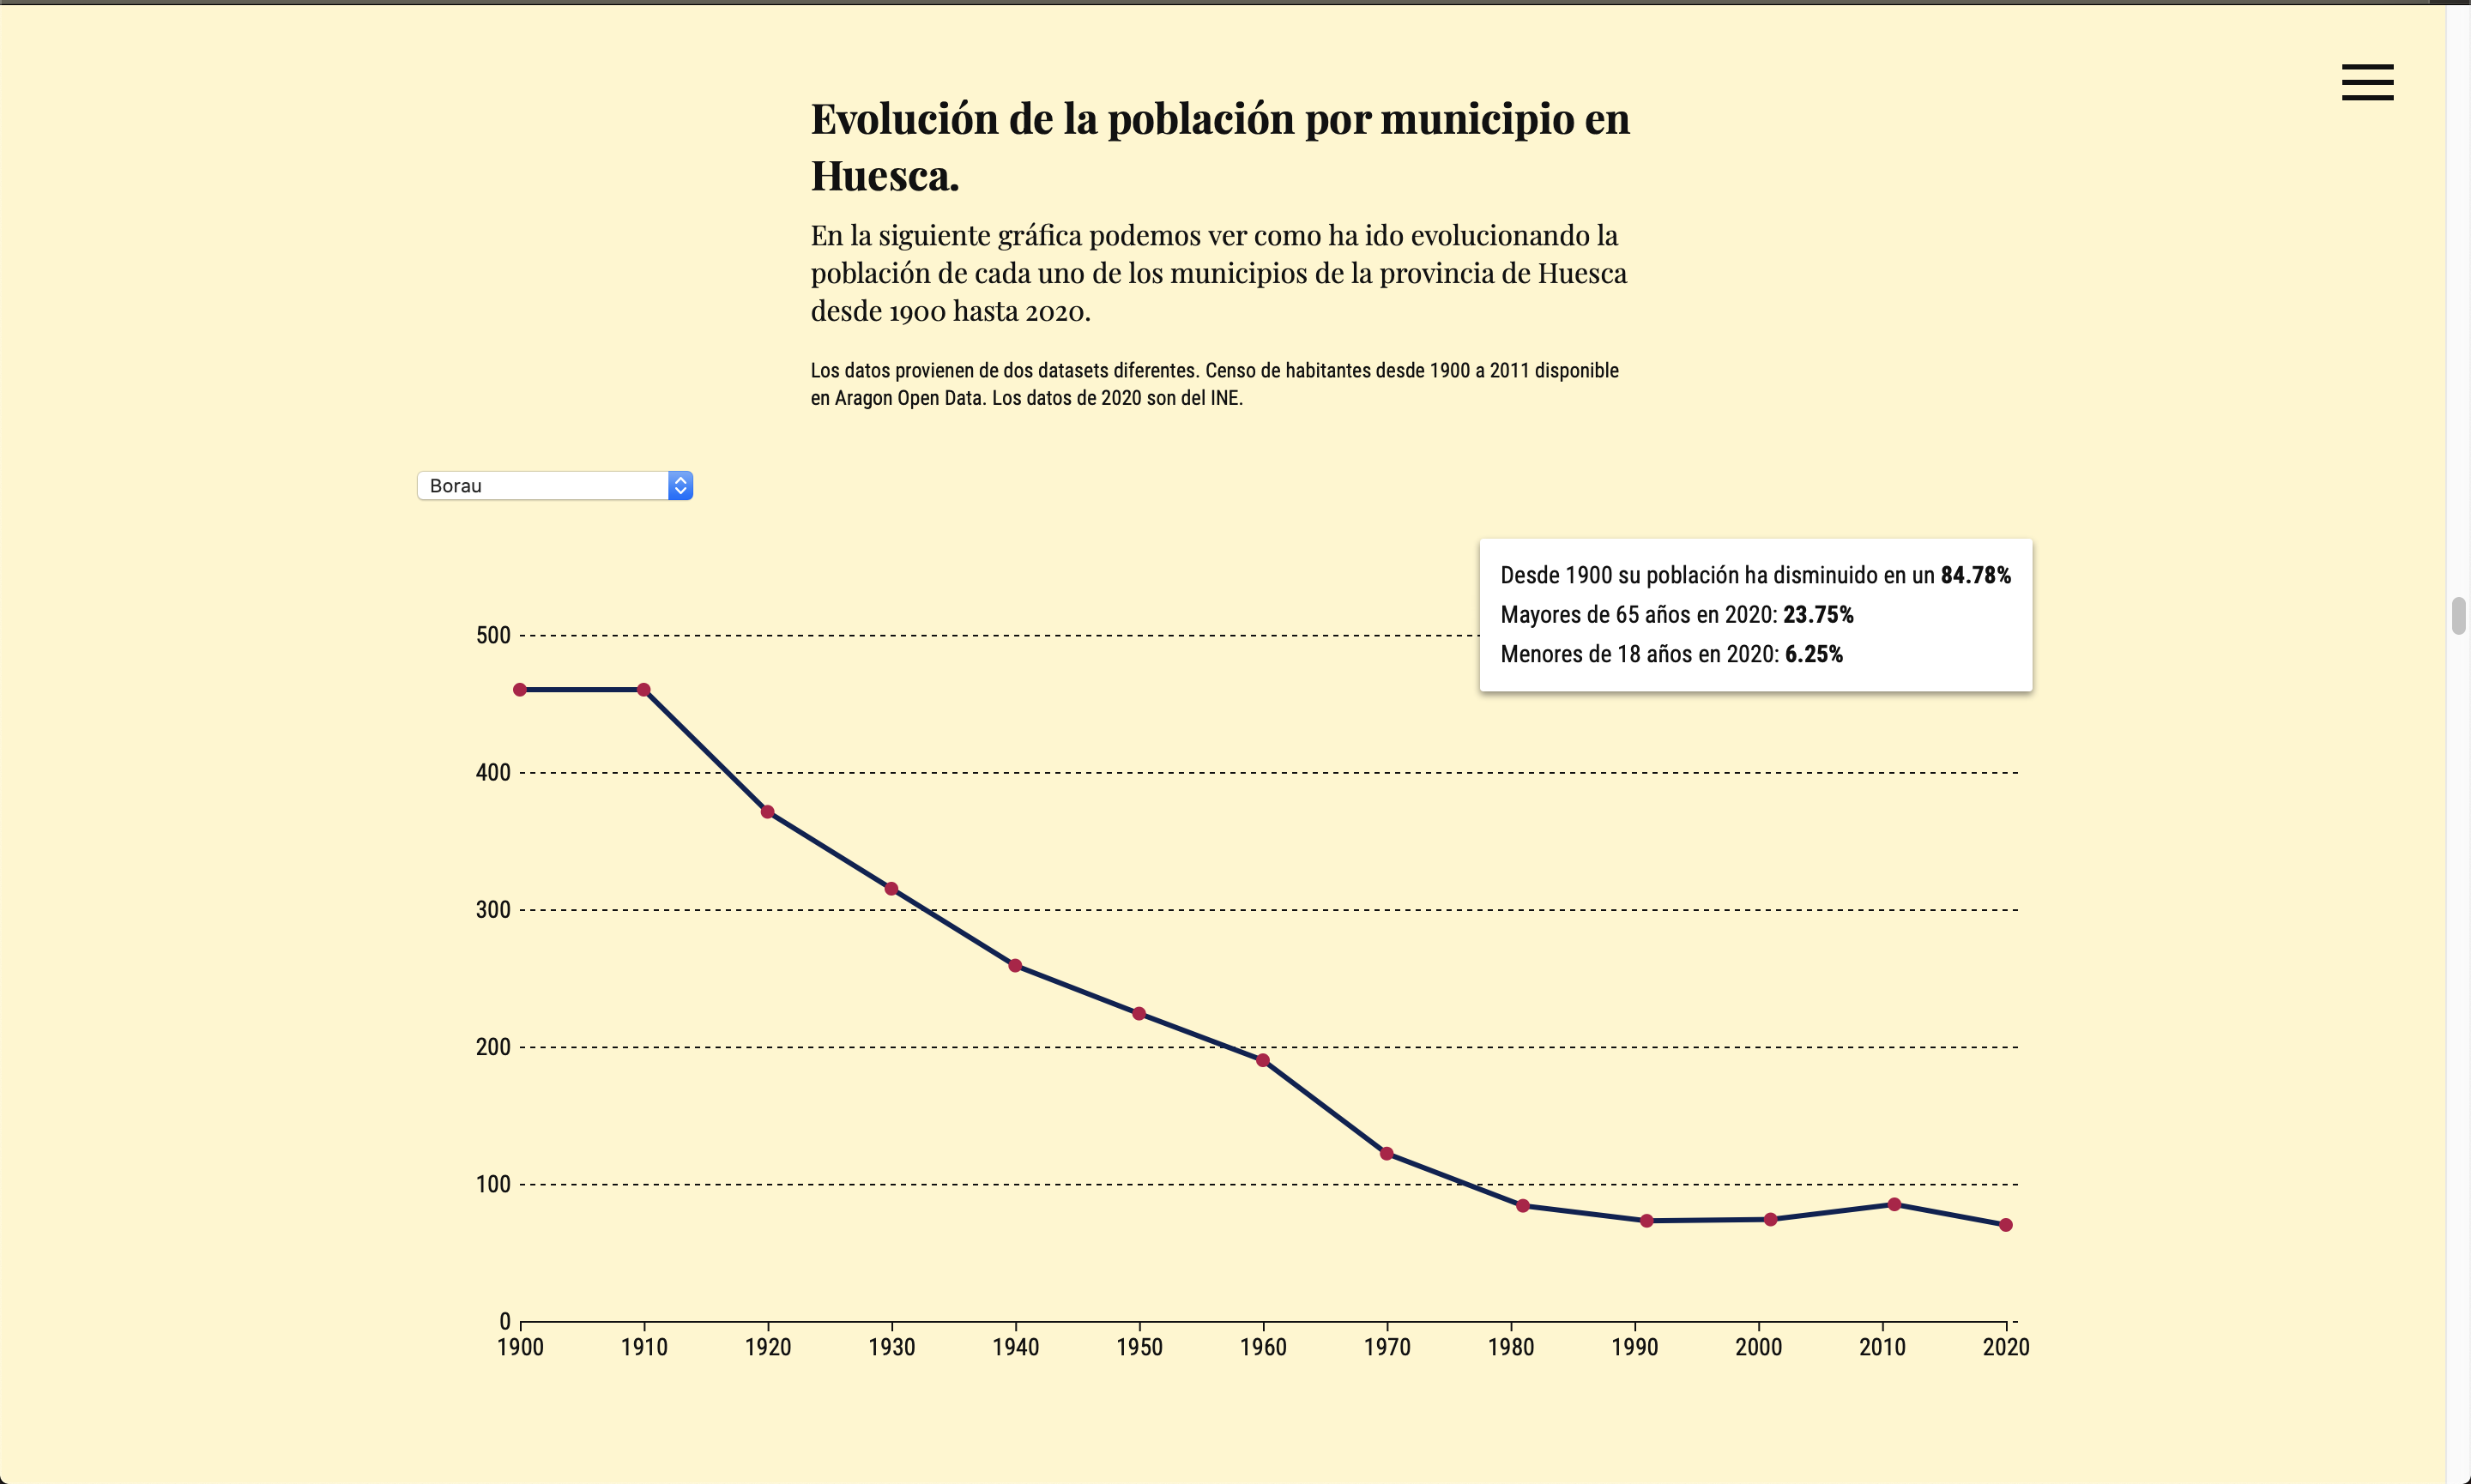 Evolución de la población por municipio en
Huesca.
En la siguiente gráfica podemos ver como ha ido evolucionando la
población de cada uno de los municipios de la provincia de Huesca
desde 1900 hasta 2020.
Los datos provienen de dos datasets diferentes. Censo de habitantes desde 1900 a 2011 disponible
en Aragon Open Data. Los datos de 2020 son del INE.
Borau
Desde 1900 su población ha disminuido en un 84.78%
Mayores de 65 años en 2020: 23.75%
Menores de 18 años en 2020: 6.25%
500
400
300
200
100
0
1900 1910 1920 1930 1940 1950 1960 1970 1980 1990 2000 2010 2020